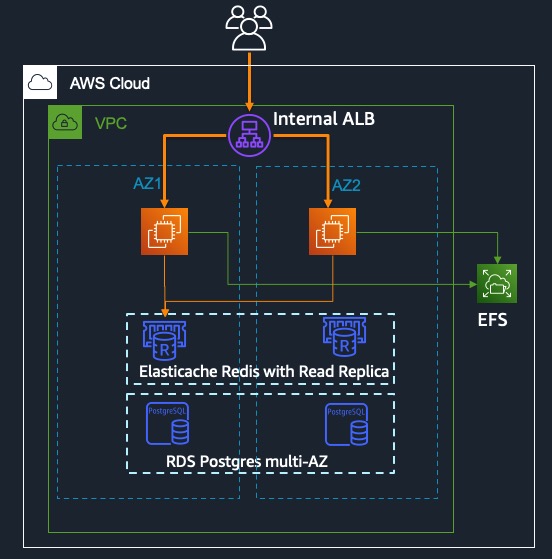 AWS Cloud
VPC
Internal ALB
AZ1
AZ2
EFS
R
R
Elasticache Redis with Read Replica
PostgreSQL
PostgreSQL
RDS Postgres multi-AZ